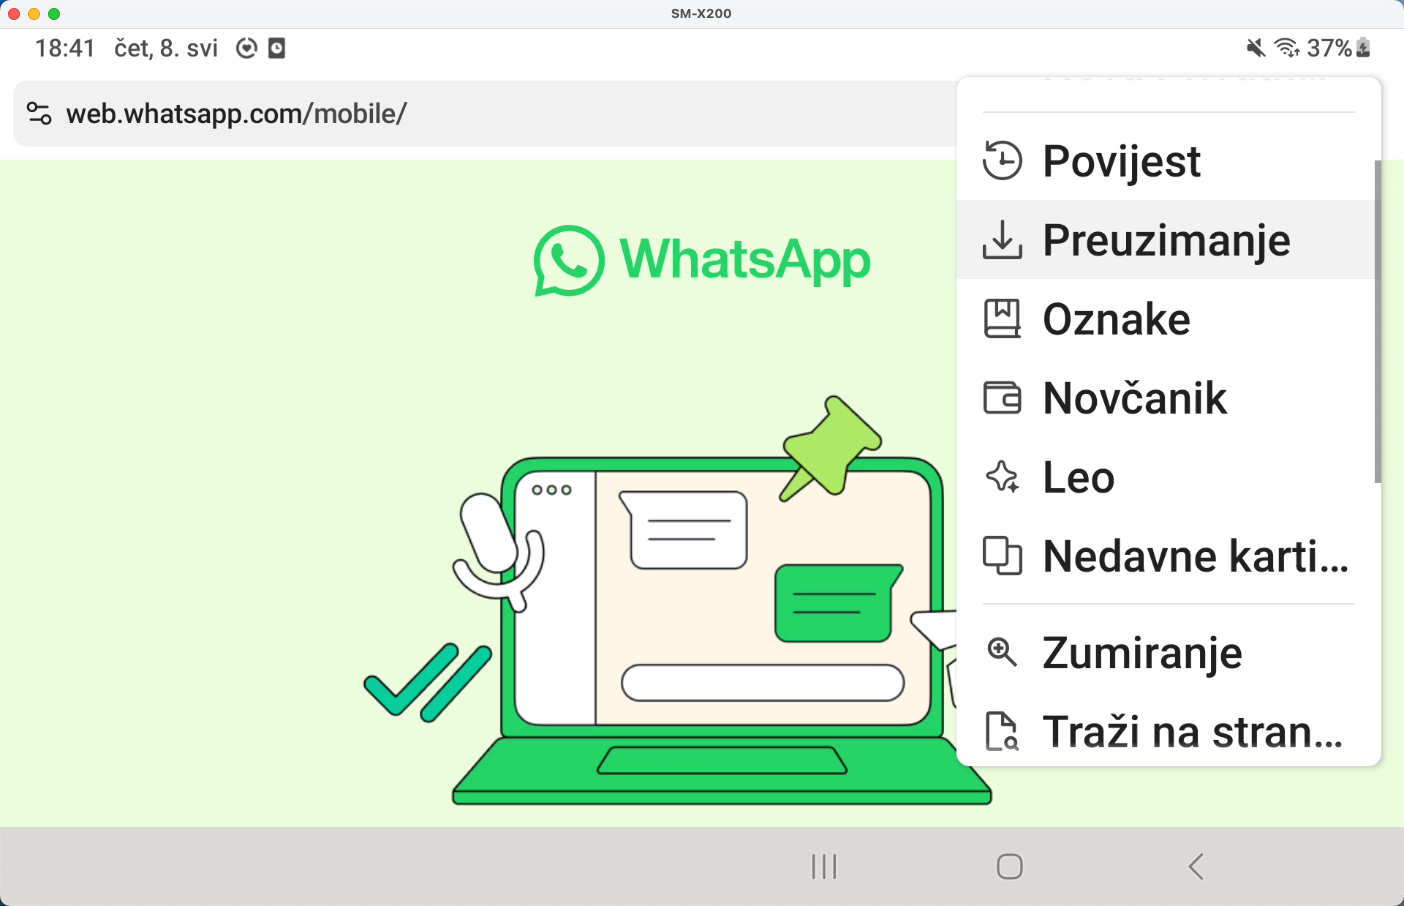 SM-X200
18:41 čet, 8. svi
37%
web.whatsapp.com/mobile/
WhatsApp
Povijest
Preuzimanje
Oznake
Novčanik
Leo
Nedavne karti...
Zumiranje
Traži na stran...